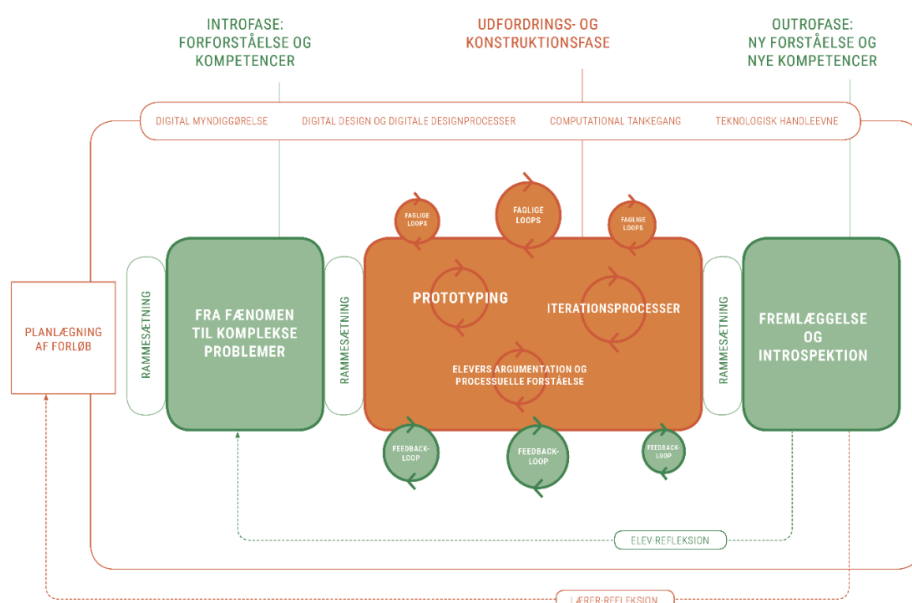 INTROFASE:
FORFORSTÅELSE OG
KOMPETENCER
UDFORDRINGS- OG
KONSTRUKTIONSFASE
OUTROFASE:
NY FORSTÅELSE OG
NYE KOMPETENCER
DIGITAL MYNDIGGØRELSE
DIGITAL DESIGN OG DIGITALE DESIGNPROCESSER
COMPUTATIONAL TANKEGANG
TEKNOLOGISK HANDLEEVNE
PLANLÆGNING
AF FORLØB
RAMMESÆTNING
FRA FÆNOMEN
TIL KOMPLEKSE
PROBLEMER
RAMMESÆTNING
FAGLIGE
LOOPS
FAGLIGE
LOOPS
FAGLIGE
LOOPS
PROTOTYPING
ITERATIONSPROCESSER
ELEVERS ARGUMENTATION OG
PROCESSUELLE FORSTÅELSE
FEEDBACK-
LOOP
FEEDBACK-
LOOP
FEEDBACK-
LOOP
RAMMESÆTNING
FREMLÆGGELSE
OG
INTROSPEKTION
ELEV-REFLEKSION
LÆRER-REFLEKSION